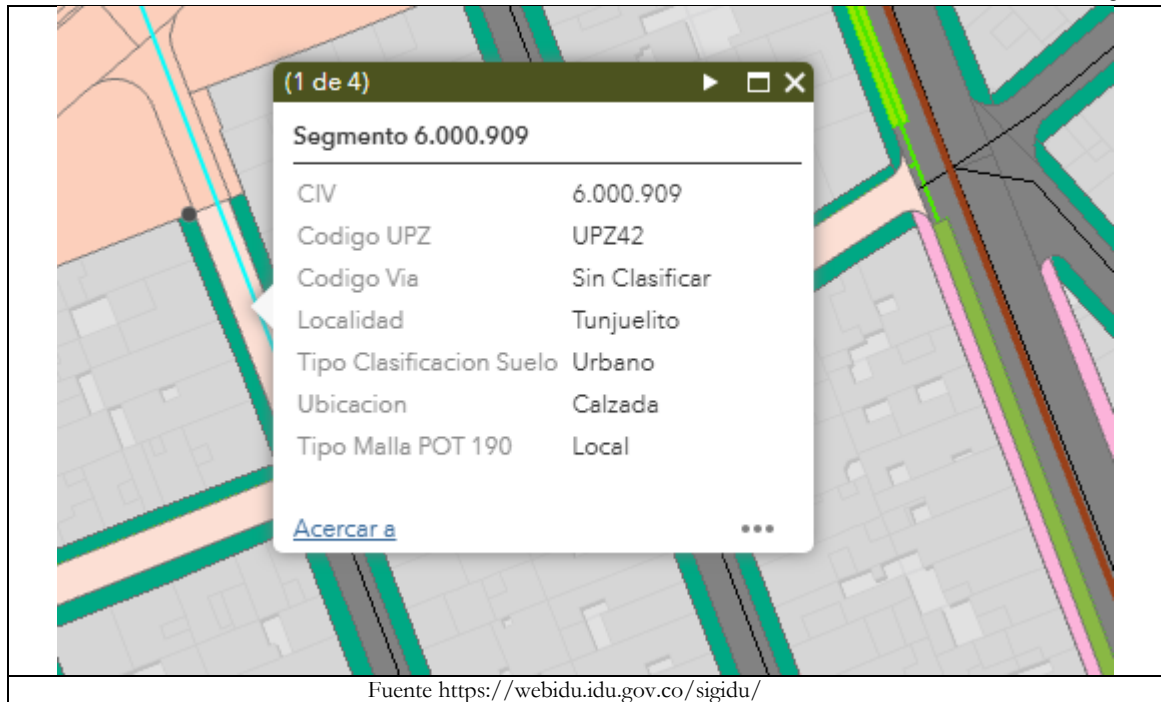 (1 de 4)
Segmento 6.000.909
CIV 6.000.909
Codigo UPZ UPZ42
Codigo Via Sin Clasificar
Localidad Tunjuelito
Tipo Clasificacion Suelo Urbano
Ubicacion Calzada
Tipo Malla POT 190 Local
Acercar a
Fuente https://webidu.idu.gov.co/sigidu/